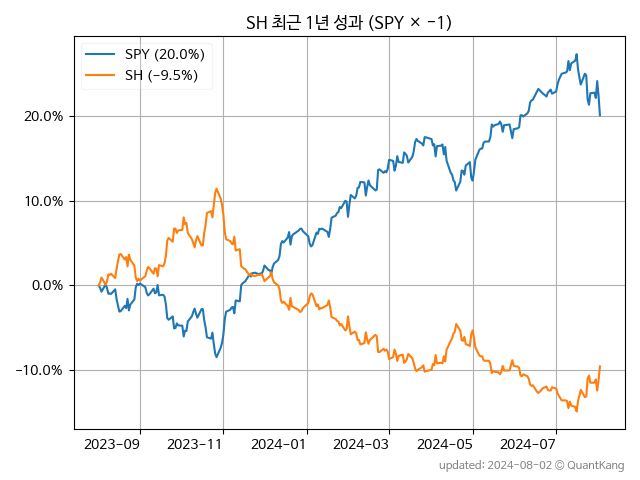 SH 최근 1년 성과 (SPY × −1)
SPY (20.0%)
SH (−9.5%)
20.0%
10.0%
0.0%
−10.0%
2023-09
2023-11
2024-01
2024-03
2024-05
2024-07
updated: 2024-08-02 © QuantKang